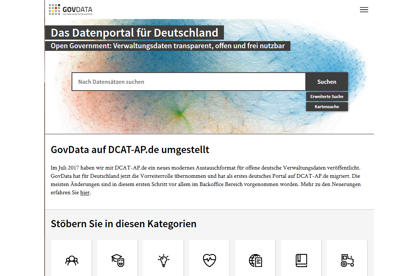 GOVDATA
Das Datenportal für Deutschland
Open Government: Verwaltungsdaten transparent, offen und frei nutzbar
Nach Datensätzen suchen
Suchen
Erweiterte Suche
Kartensuche
GovData auf DCAT-AP.de umgestellt
Im Juli 2017 haben wir mit DCAT-AP.de ein neues modernes Austauschformat für offene deutsche Verwaltungsdaten veröffentlicht.
GovData hat für Deutschland jetzt die Vorreiterrolle übernommen und hat als erstes deutsches Portal auf DCAT-AP.de migriert. Die
meisten Änderungen sind in diesem ersten Schritt vor allem im Backoffice Bereich vorgenommen worden. Mehr zu den Neuerungen
erfahren Sie hier.
Stöbern Sie in diesen Kategorien